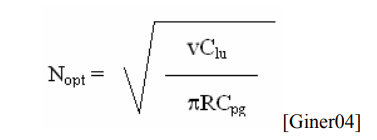 N_opt = √(vC_lu / πRC_pg) [Giner04]